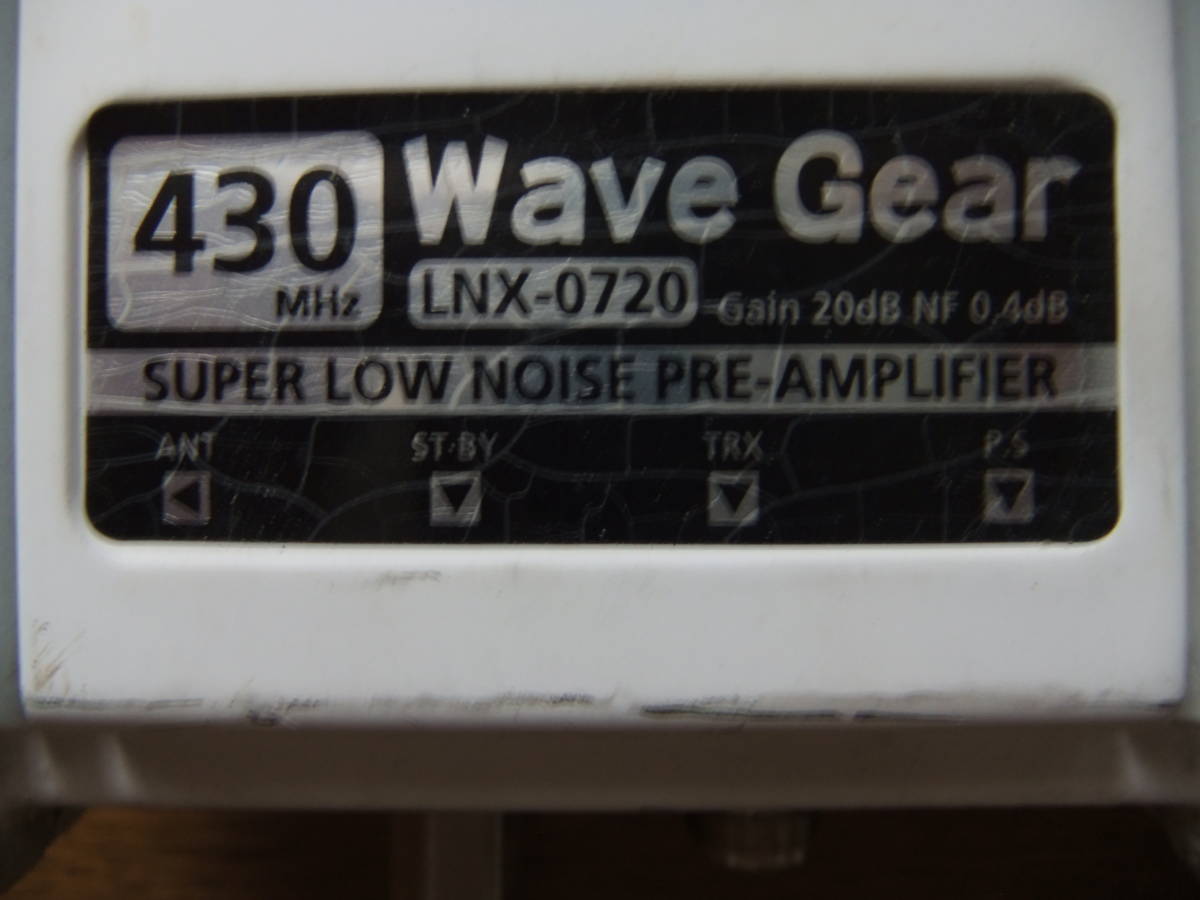 430 MHz
Wave Gear
LNX-0720 Gain 20dB NF 0.4dB
SUPER LOW NOISE PRE-AMPLIFIER
ANT ST·BY TRX P.S